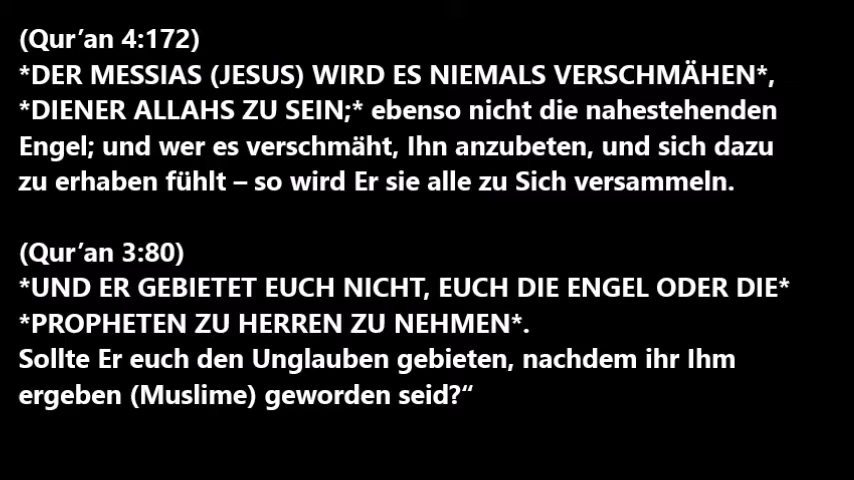 (Qur’an 4:172)
*DER MESSIAS (JESUS) WIRD ES NIEMALS VERSCHMÄHEN*,
*DIENER ALLAHS ZU SEIN;* ebenso nicht die nahestehenden
Engel; und wer es verschmäht, Ihn anzubeten, und sich dazu
zu erhaben fühlt – so wird Er sie alle zu Sich versammeln.
(Qur’an 3:80)
*UND ER GEBIETET EUCH NICHT, EUCH DIE ENGEL ODER DIE*
*PROPHETEN ZU HERREN ZU NEHMEN*.
Sollte Er euch den Unglauben gebieten, nachdem ihr Ihm
ergeben (Muslime) geworden seid?“